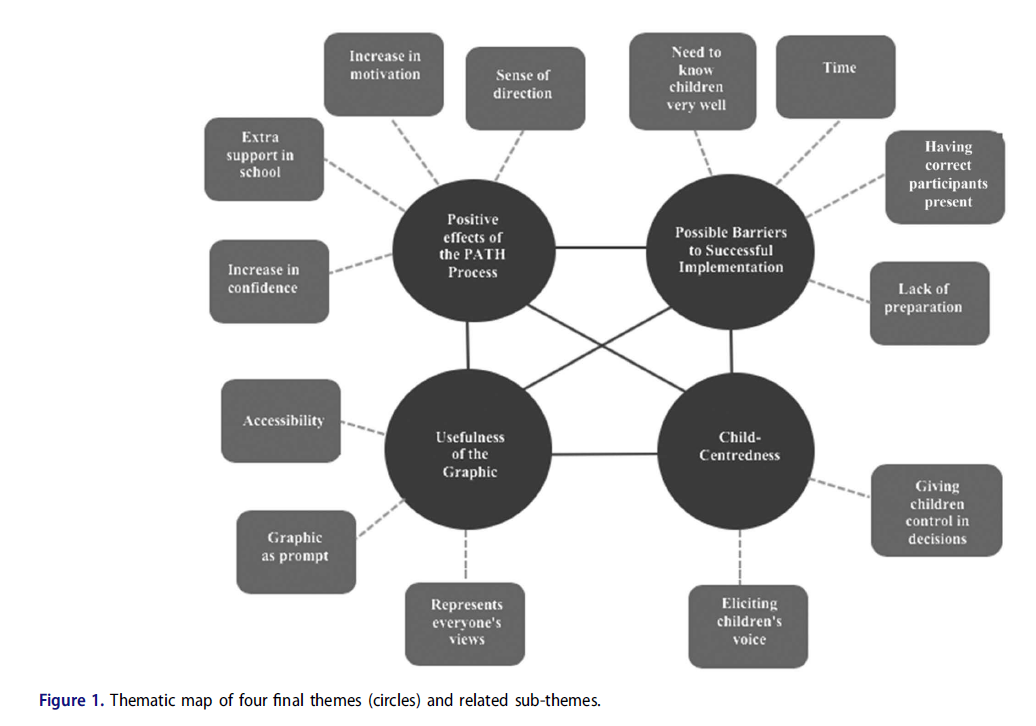 Increase in
motivation
Sense of
direction
Need to
know
children
very well
Time
Extra
support in
school
Having
correct
participants
present
Positive
effects of
the PATH
Process
Possible Barriers
to Successful
Implementation
Increase in
confidence
Lack of
preparation
Accessibility
Usefulness
of the
Graphic
Child-
Centredness
Giving
children
control in
decisions
Graphic
as prompt
Represents
everyone's
views
Eliciting
children's
voice
Figure 1. Thematic map of four final themes (circles) and related sub-themes.